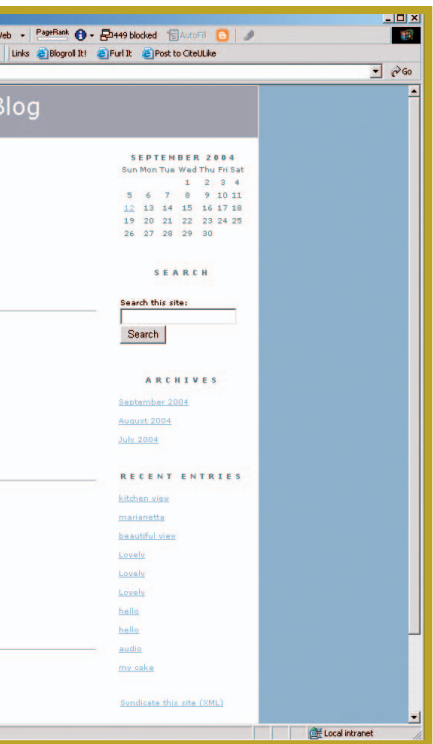 Web PageRank 449 blocked AutoFill
Links Blogroll It! Furl It Post to CiteULike
Go
Blog
SEPTEMBER 2004
Sun Mon Tue Wed Thu Fri Sat
1 2 3 4
5 6 7 8 9 10 11
12 13 14 15 16 17 18
19 20 21 22 23 24 25
26 27 28 29 30
SEARCH
Search this site:
Search
ARCHIVES
September 2004
August 2004
July 2004
RECENT ENTRIES
kitchen view
marianetta
beautiful view
Lovely
Lovely
Lovely
hello
hello
audio
my cake
Syndicate this site (XML)
Local intranet